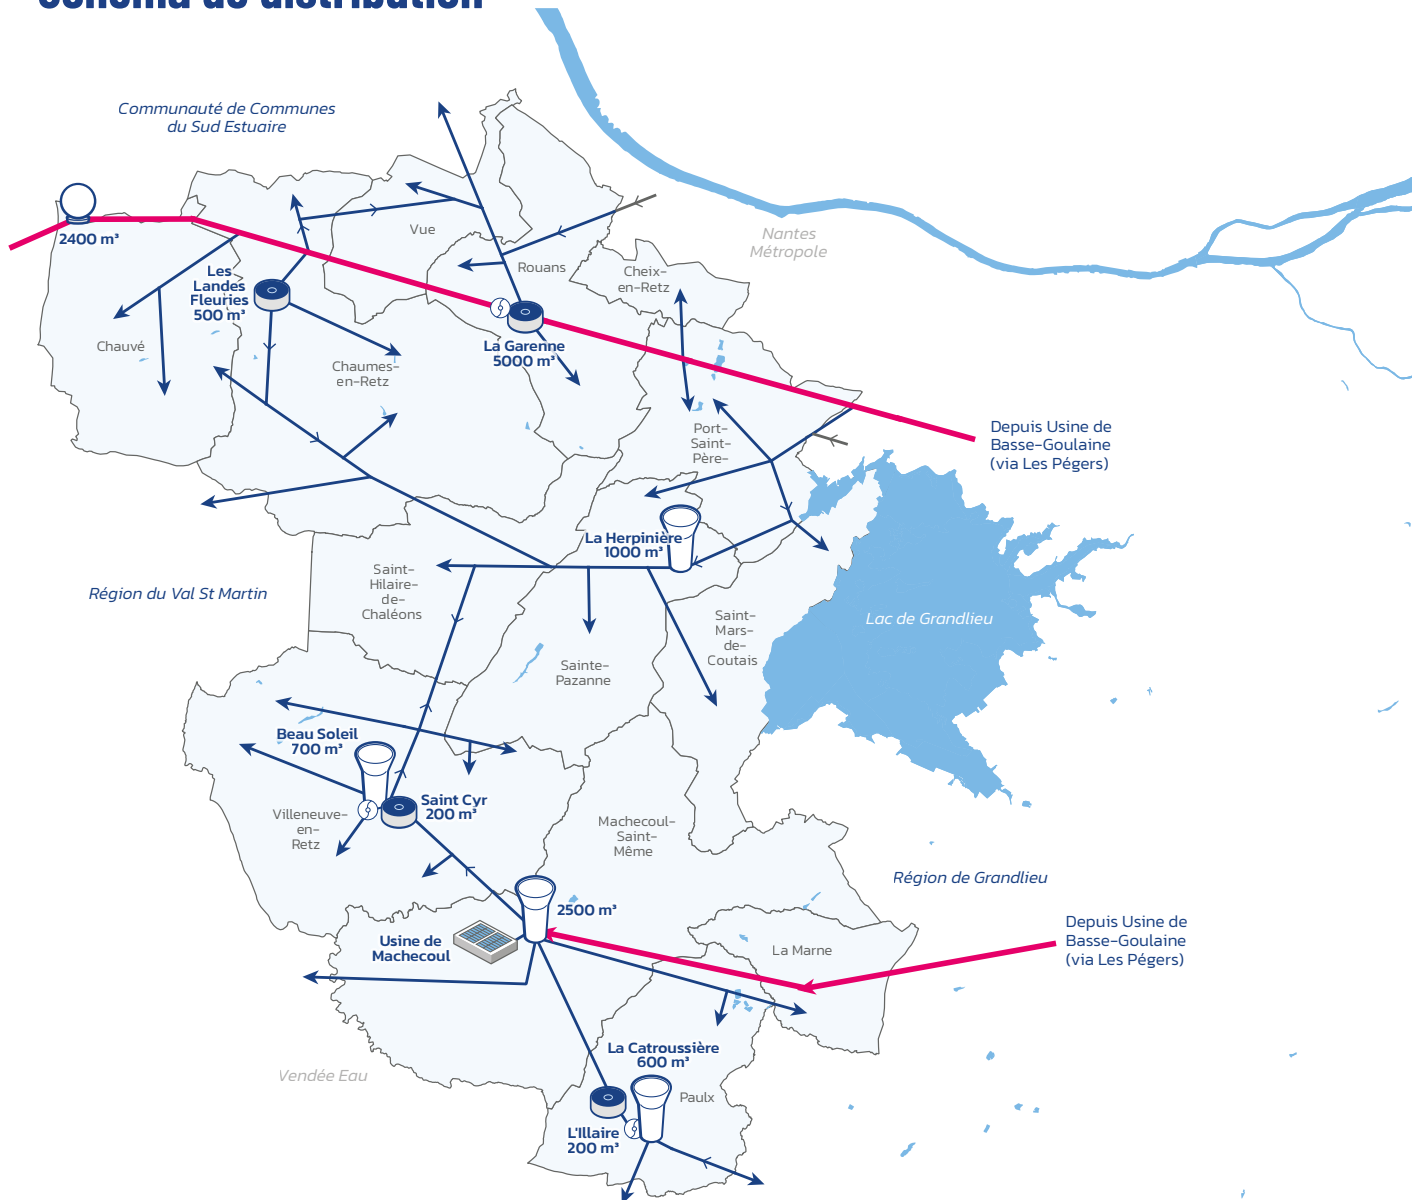 Schéma de distribution
Communauté de Communes
du Sud Estuaire
2400 m³
Vue
Nantes
Métropole
Rouans
Cheix-
en-Retz
Les
Landes
Fleuries
500 m³
Chauvé
La Garenne
5000 m³
Chaumes-
en-Retz
Port-
Saint-
Père-
Depuis Usine de
Basse-Goulaine
(via Les Pégers)
La Herpinière
1000 m³
Saint-
Hilaire-
de-
Chaléons
Région du Val St Martin
Saint-
Mars-
de-
Coutais
Lac de Grandlieu
Sainte-
Pazanne
Beau Soleil
700 m³
Saint Cyr
200 m³
Villeneuve-
en-
Retz
Machecoul-
Saint-
Même
Région de Grandlieu
2500 m³
Usine de
Machecoul
La Marne
Depuis Usine de
Basse-Goulaine
(via Les Pégers)
La Catroussière
600 m³
Vendée Eau
Paulx
L'Illaire
200 m³